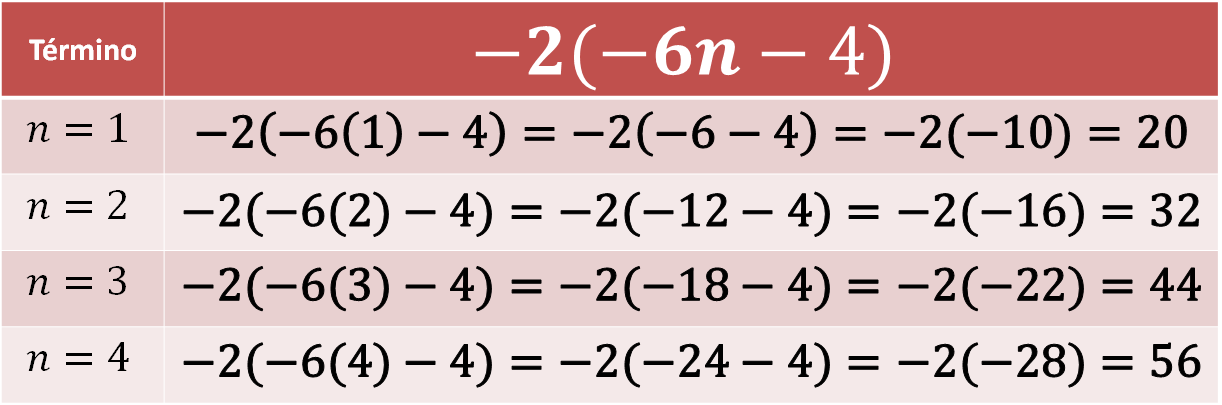 Término −2(−6n − 4)
n = 1 −2(−6(1) − 4) = −2(−6 − 4) = −2(−10) = 20
n = 2 −2(−6(2) − 4) = −2(−12 − 4) = −2(−16) = 32
n = 3 −2(−6(3) − 4) = −2(−18 − 4) = −2(−22) = 44
n = 4 −2(−6(4) − 4) = −2(−24 − 4) = −2(−28) = 56